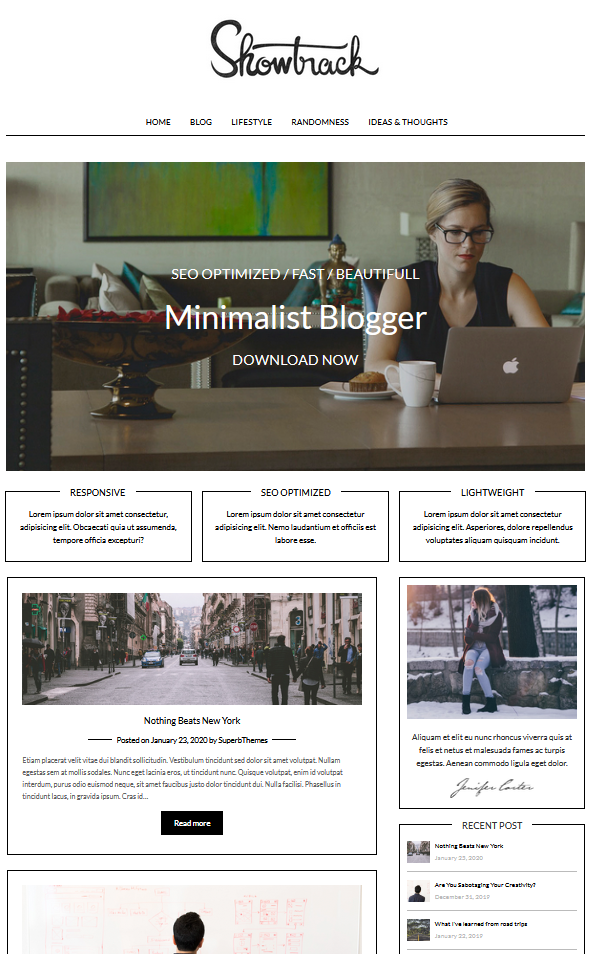 Showtrack
HOME BLOG LIFESTYLE RANDOMNESS IDEAS & THOUGHTS
SEO OPTIMIZED / FAST / BEAUTIFULL
Minimalist Blogger
DOWNLOAD NOW
RESPONSIVE
Lorem ipsum dolor sit amet consectetur,
adipisicing elit. Obcaecati quia ut assumenda,
tempore officia excepturi?
SEO OPTIMIZED
Lorem ipsum dolor sit amet consectetur
adipisicing elit. Nemo laudantium et officiis est
labore esse.
LIGHTWEIGHT
Lorem ipsum dolor sit amet consectetur
adipisicing elit. Asperiores, dolore repellendus
voluptates aliquam quisquam incidunt.
Nothing Beats New York
Posted on January 23, 2020 by SuperbThemes
Etiam placerat velit vitae dui blandit sollicitudin. Vestibulum tincidunt sed dolor sit amet volutpat. Nullam
egestas sem at mollis sodales. Nunc eget lacinia eros, ut tincidunt nunc. Quisque volutpat, enim id volutpat
interdum, purus odio euismod neque, sit amet faucibus justo dolor tincidunt dui. Nulla facilisi. Phasellus in
tincidunt lacus, in gravida ipsum. Cras id...
Read more
Aliquam et elit eu nunc rhoncus viverra quis at
felis et netus et malesuada fames ac turpis
egestas. Aenean commodo ligula eget dolor.
Jenifer Carter
RECENT POST
Nothing Beats New York
January 23, 2020
Are You Sabotaging Your Creativity?
December 31, 2019
What I've learned from road trips
January 22, 2019